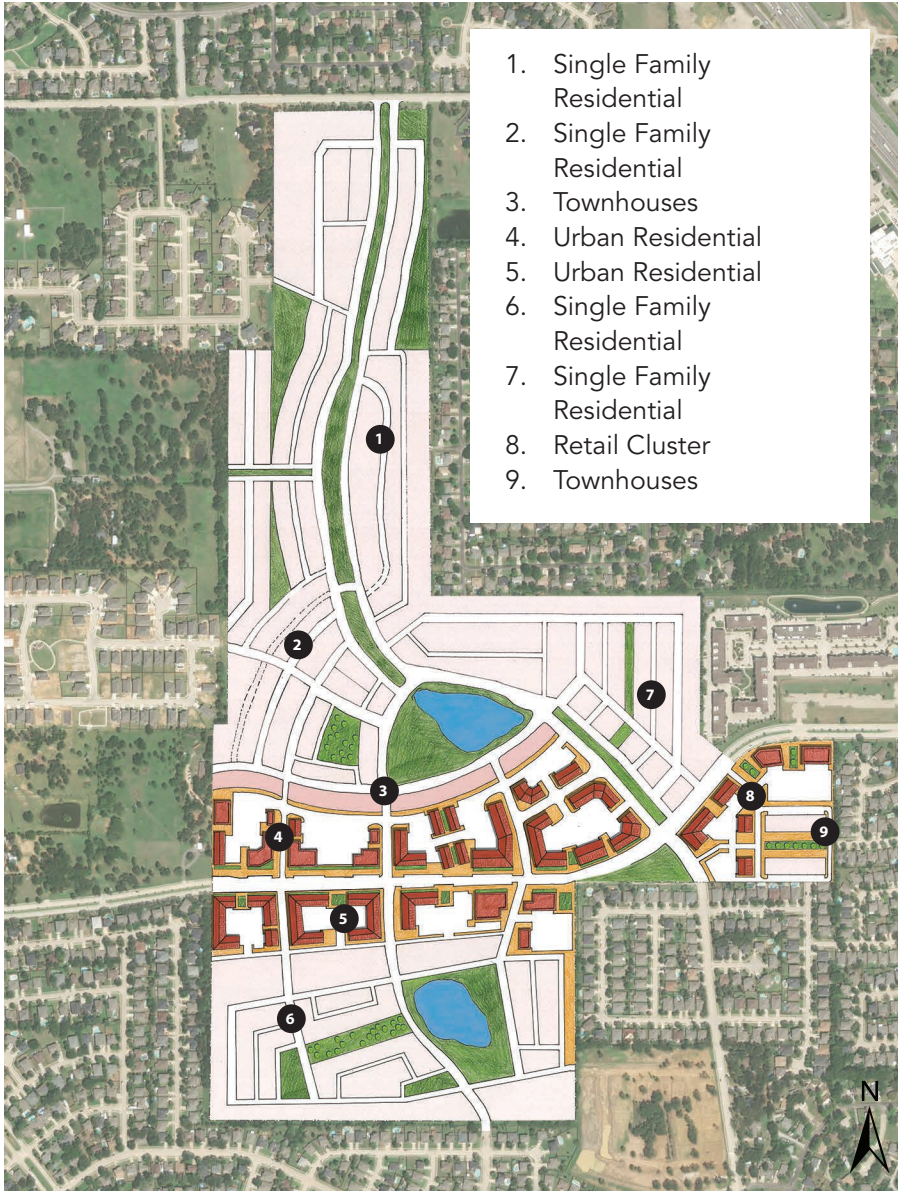 1. Single Family
Residential
2. Single Family
Residential
3. Townhouses
4. Urban Residential
5. Urban Residential
6. Single Family
Residential
7. Single Family
Residential
8. Retail Cluster
9. Townhouses
1
2
7
3
8
4
9
5
6
N